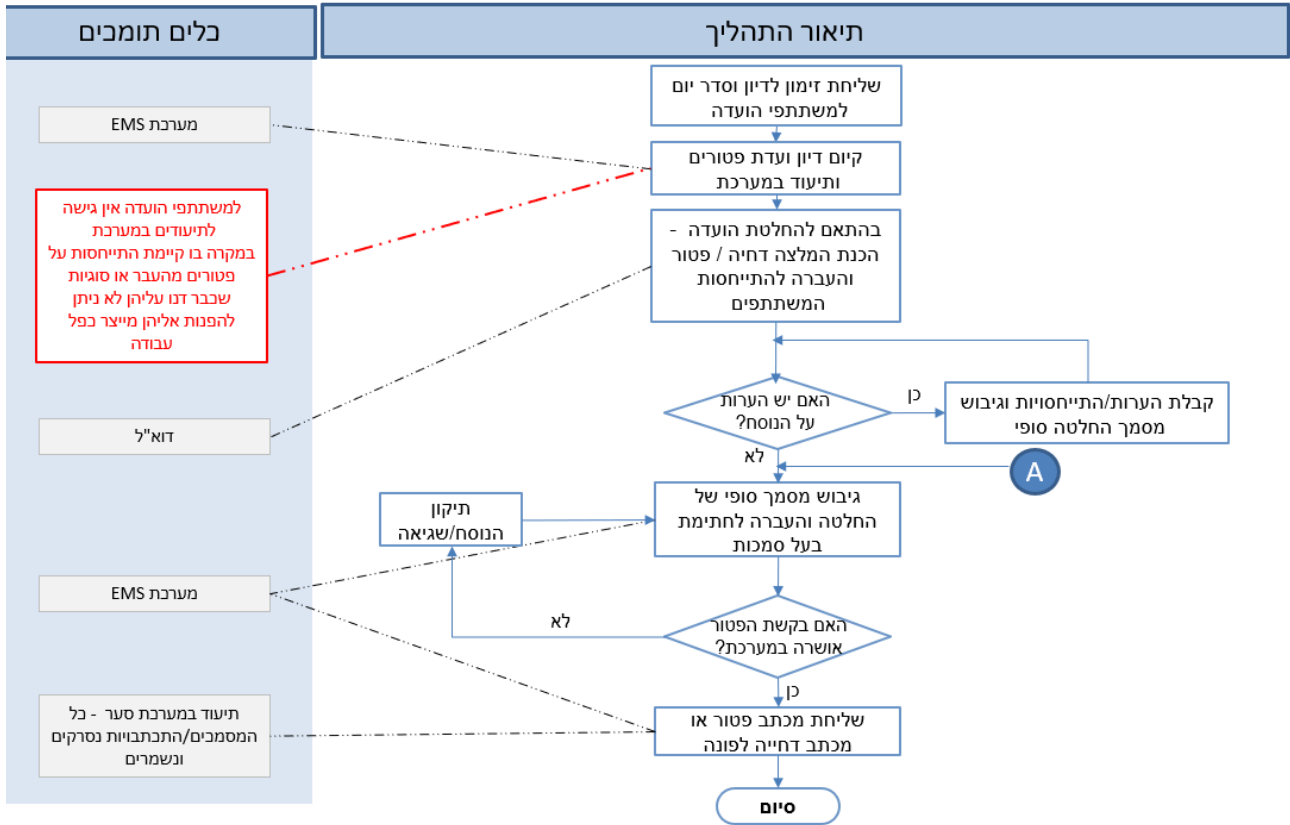 תיאור התהליך
כלים תומכים
שליחת זימון לדיון וסדר יום
למשתתפי הועדה
מערכת EMS
קיום דיון ועדת פטורים
ותיעוד במערכת
למשתתפי הועדה אין גישה
לתיעודים במערכת
במקרה בו קיימת התייחסות על
פטורים מהעבר או סוגיות
שכבר דנו עליהן לא ניתן
להפנות אליהן מייצר כפל
עבודה
בהתאם להחלטת הועדה -
הכנת המלצה דחיה / פטור
והעברה להתייחסות
המשתתפים
האם יש הערות
על הנוסח?
כן
קבלת הערות/התייחסויות וגיבוש
מסמך החלטה סופי
דוא"ל
לא
A
גיבוש מסמך סופי של
החלטה והעברה לחתימת
בעל סמכות
תיקון
הנוסח/שגיאה
מערכת EMS
האם בקשת הפטור
אושרה במערכת?
לא
כן
שליחת מכתב פטור או
מכתב דחייה לפונה
תיעוד במערכת סער - כל
המסמכים/התכתבויות נסרקים
ונשמרים
סיום